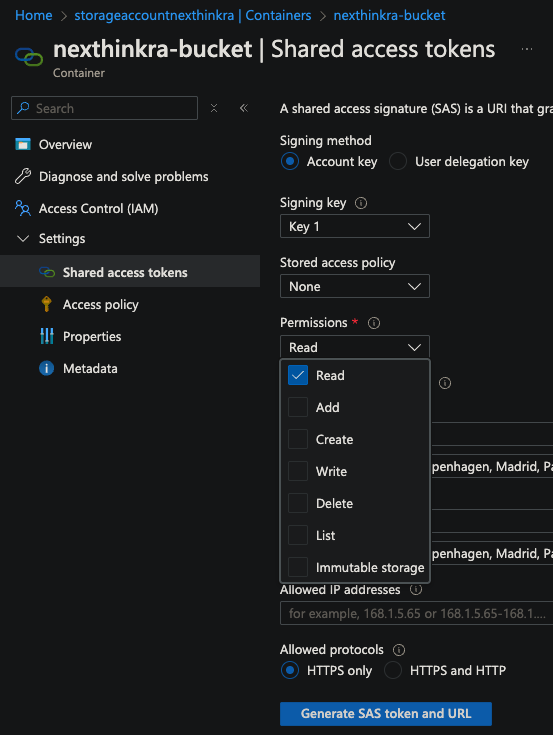 Home > storageaccountnexthinkra | Containers > nexthinkra-bucket
nexthinkra-bucket | Shared access tokens ...
Container
Search
Overview
Diagnose and solve problems
Access Control (IAM)
Settings
Shared access tokens
Access policy
Properties
Metadata
A shared access signature (SAS) is a URI that gra
Signing method
Account key
User delegation key
Signing key
Key 1
Stored access policy
None
Permissions *
Read
Read
Add
Create
Write
Delete
List
Immutable storage
penhagen, Madrid, Pa
penhagen, Madrid, Pa
Allowed IP addresses
for example, 168.1.5.65 or 168.1.5.65-168.1....
Allowed protocols
HTTPS only
HTTPS and HTTP
Generate SAS token and URL